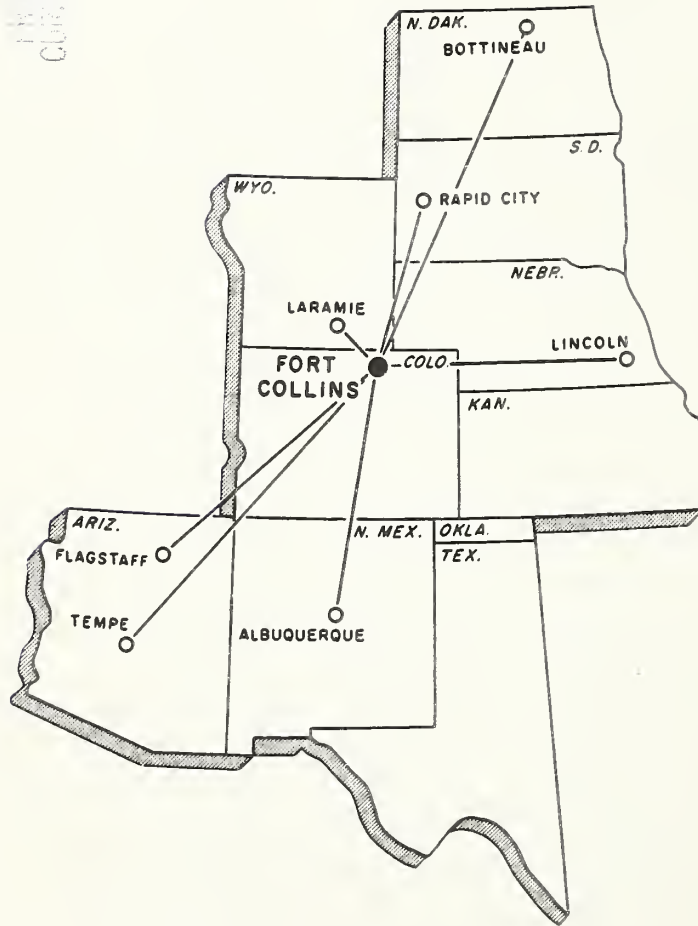 N. DAK.
BOTTINEAU
S.D.
WYO.
RAPID CITY
NEBR.
LARAMIE
LINCOLN
FORT
COLLINS
COLO.
KAN.
ARIZ.
N. MEX.
OKLA.
TEX.
FLAGSTAFF
TEMPE
ALBUQUERQUE